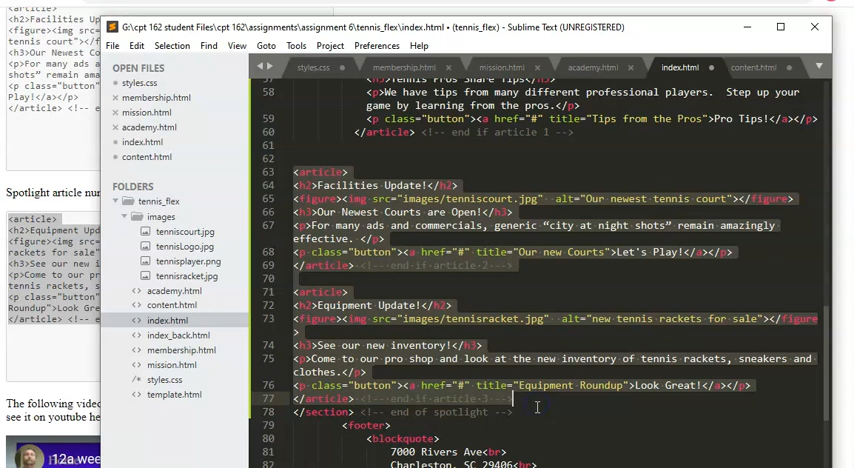 article>
<h2>Facilities Up
<figure><img src=
tennis court"></f
<h3>Our Newest Co
<p>For many ads a
shots” remain ama
<p class="button"
Play!</a></p>
</article> <!-- e
Spotlight article nur
<article>
<h2>Equipment Upd
<figure><img src=
rackets for sale"
<h3>See our new i
<p>Come to our pro
tennis rackets, s
<p class="button"
Roundup">Look Gre
</article> <!-- e
The following video
see it on youtube he
12a wee
G:\cpt 162 student Files\cpt 162\assignments\assignment 6\tennis_flex\index.html • (tennis_flex) - Sublime Text (UNREGISTERED)
File Edit Selection Find View Goto Tools Project Preferences Help
OPEN FILES
styles.css
membership.html
mission.html
academy.html
index.html
content.html
FOLDERS
tennis_flex
images
tenniscourt.jpg
tennisLogo.jpg
tennisplayer.png
tennisracket.jpg
academy.html
content.html
index.html
index_back.html
membership.html
mission.html
styles.css
template.html
styles.css membership.html mission.html academy.html index.html content.html
57 <h3>Tennis Pros Share Tips</h3>
58 <p>We have tips from many different professional players.  Step up your
game by learning from the pros.</p>
59 <p class="button"><a href="#" title="Tips from the Pros">Pro Tips!</a></p>
60 </article> <!-- end if article 1 -->
61
62
63 <article>
64 <h2>Facilities Update!</h2>
65 <figure><img src="images/tenniscourt.jpg"  alt="Our newest tennis court"></figure>
66 <h3>Our Newest Courts are Open!</h3>
67 <p>For many ads and commercials, generic “city at night shots” remain amazingly
effective. </p>
68 <p class="button"><a href="#" title="Our new Courts">Let's Play!</a></p>
69 </article> <!-- end if article 2 -->
70
71 <article>
72 <h2>Equipment Update!</h2>
73 <figure><img src="images/tennisracket.jpg"  alt="new tennis rackets for sale"></figure
>
74 <h3>See our new inventory!</h3>
75 <p>Come to our pro shop and look at the new inventory of tennis rackets, sneakers and
clothes.</p>
76 <p class="button"><a href="#" title="Equipment Roundup">Look Great!</a></p>
77 </article> <!-- end if article 3 -->
78 </section> <!-- end of spotlight -->
79 <footer>
80 <blockquote>
81 7000 Rivers Ave<br>
82 Charleston, SC 29406<br>